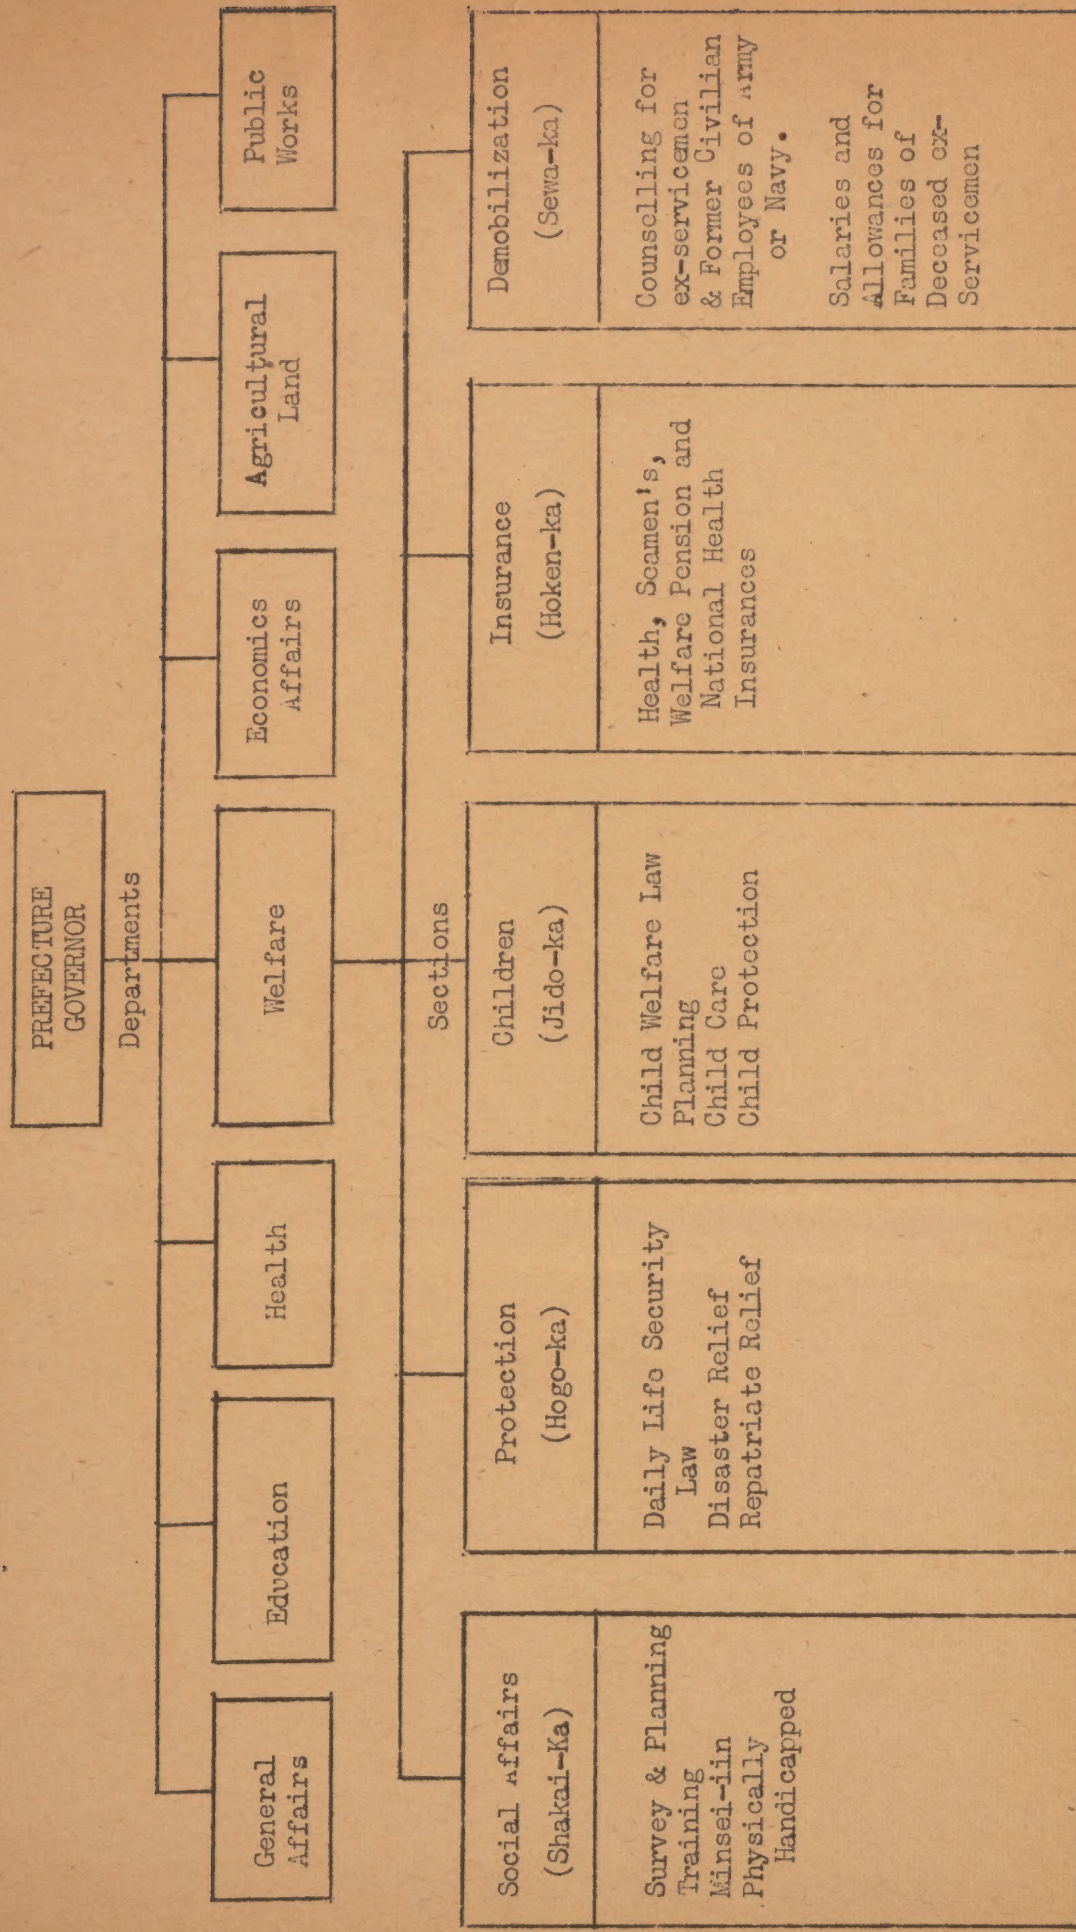 PREFECTURE
GOVERNOR
Departments
General
Affairs
Education
Health
Welfare
Economics
Affairs
Agricultural
Land
Public
Works
Sections
Social Affairs
(Shakai-Ka)
Survey & Planning
Training
Minsei-iin
Physically
Handicapped
Protection
(Hogo-ka)
Daily Life Security
Law
Disaster Relief
Repatriate Relief
Children
(Jido-ka)
Child Welfare Law
Planning
Child Care
Child Protection
Insurance
(Hoken-ka)
Health, Seamen's,
Welfare Pension and
National Health
Insurances
Demobilization
(Sewa-ka)
Counselling for
ex-servicemen
& Former Civilian
Employees of Army
or Navy.
Salaries and
Allowances for
Families of
Deceased ex-
Servicemen